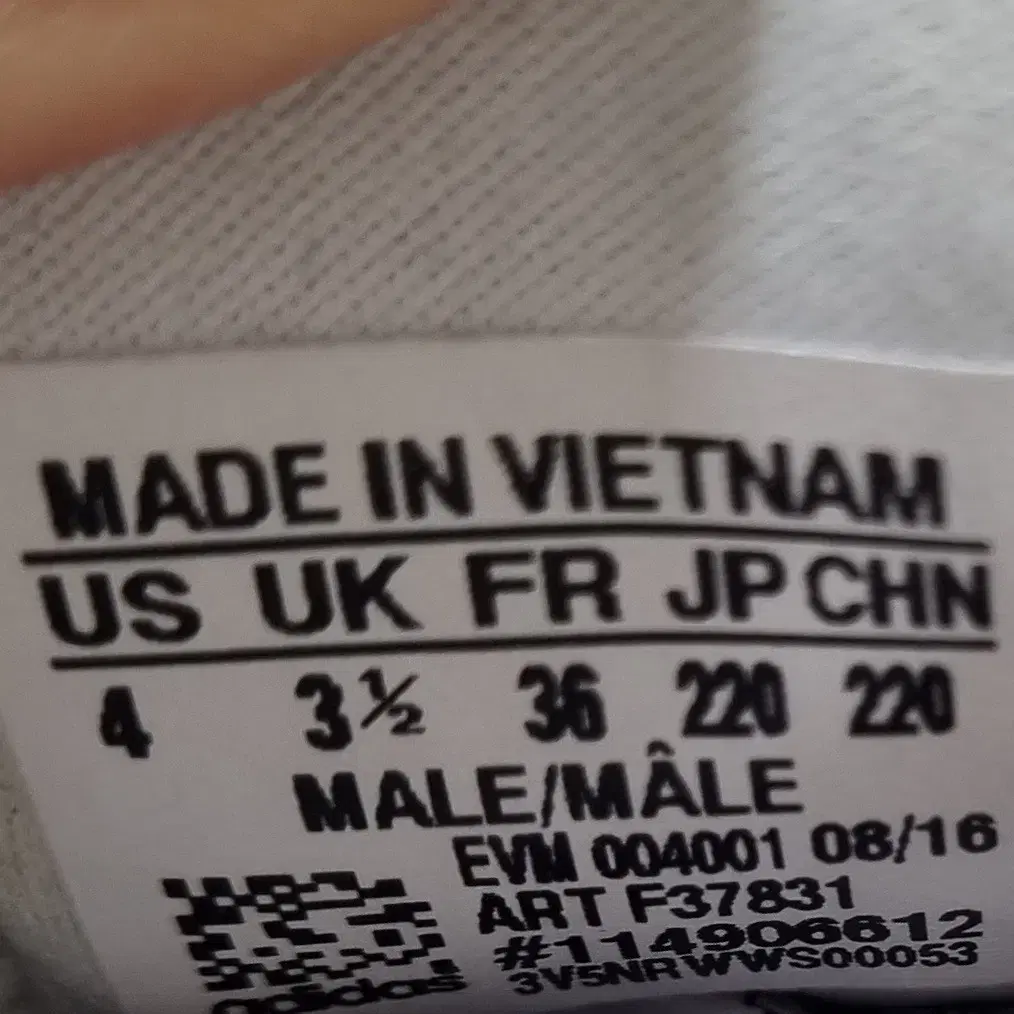 MADE IN VIETNAM
US UK FR JP CHN
4 3½ 36 220 220
MALE/MÂLE
EVM 004001 08/16
ART F37831
#114906612
3V5NRWWS00053
adidas